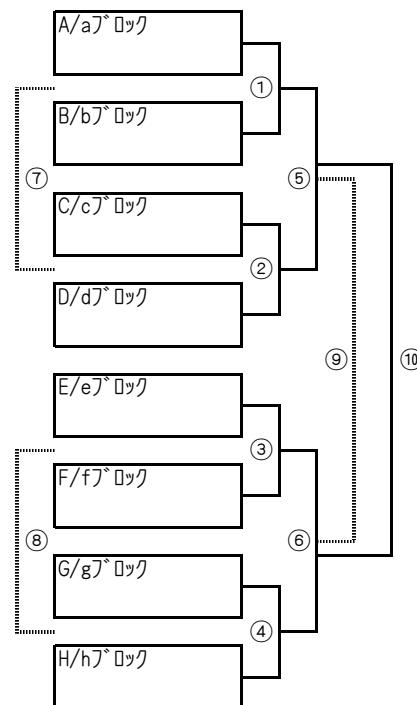 A/aブロック
①
B/bブロック
⑦
⑤
C/cブロック
②
D/dブロック
⑨
⑩
E/eブロック
③
F/fブロック
⑧
⑥
G/gブロック
④
H/hブロック